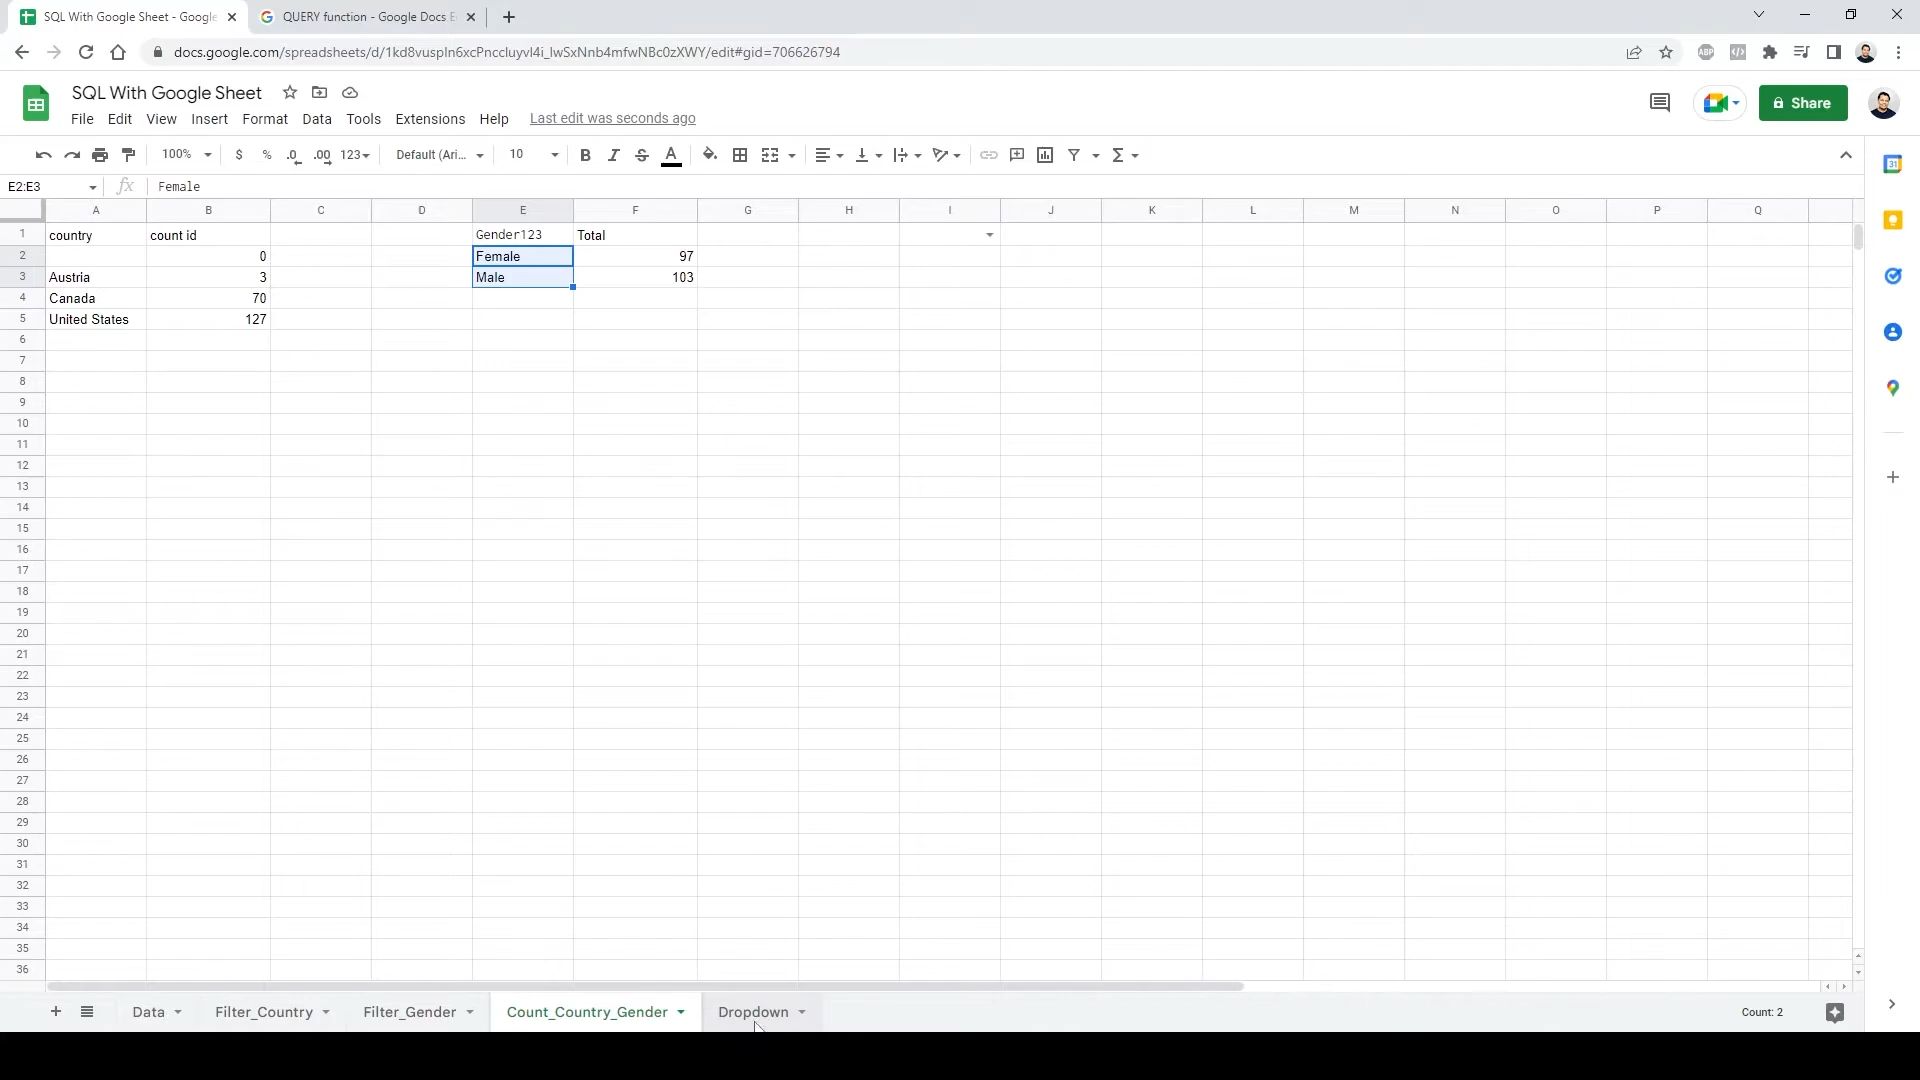 SQL With Google Sheet - Google
QUERY function - Google Docs E
docs.google.com/spreadsheets/d/1kd8vuspIn6xcPnccluyvl4i_lwSxNnb4mfwNBc0zXWY/edit#gid=706626794
ABP
SQL With Google Sheet
Share
File Edit View Insert Format Data Tools Extensions Help Last edit was seconds ago
100% $ % .0 .00 123 Default (Ari... 10 B I S A Σ
31
E2:E3 fx Female
A B C D E F G H I J K L M N O P Q
1 country count id Gender123 Total
2 0 Female 97
3 Austria 3 Male 103
4 Canada 70
5 United States 127
6
7
8
9
10
11
12
13
14
15
16
17
18
19
20
21
22
23
24
25
26
27
28
29
30
31
32
33
34
35
36
Data Filter_Country Filter_Gender Count_Country_Gender Dropdown Count: 2